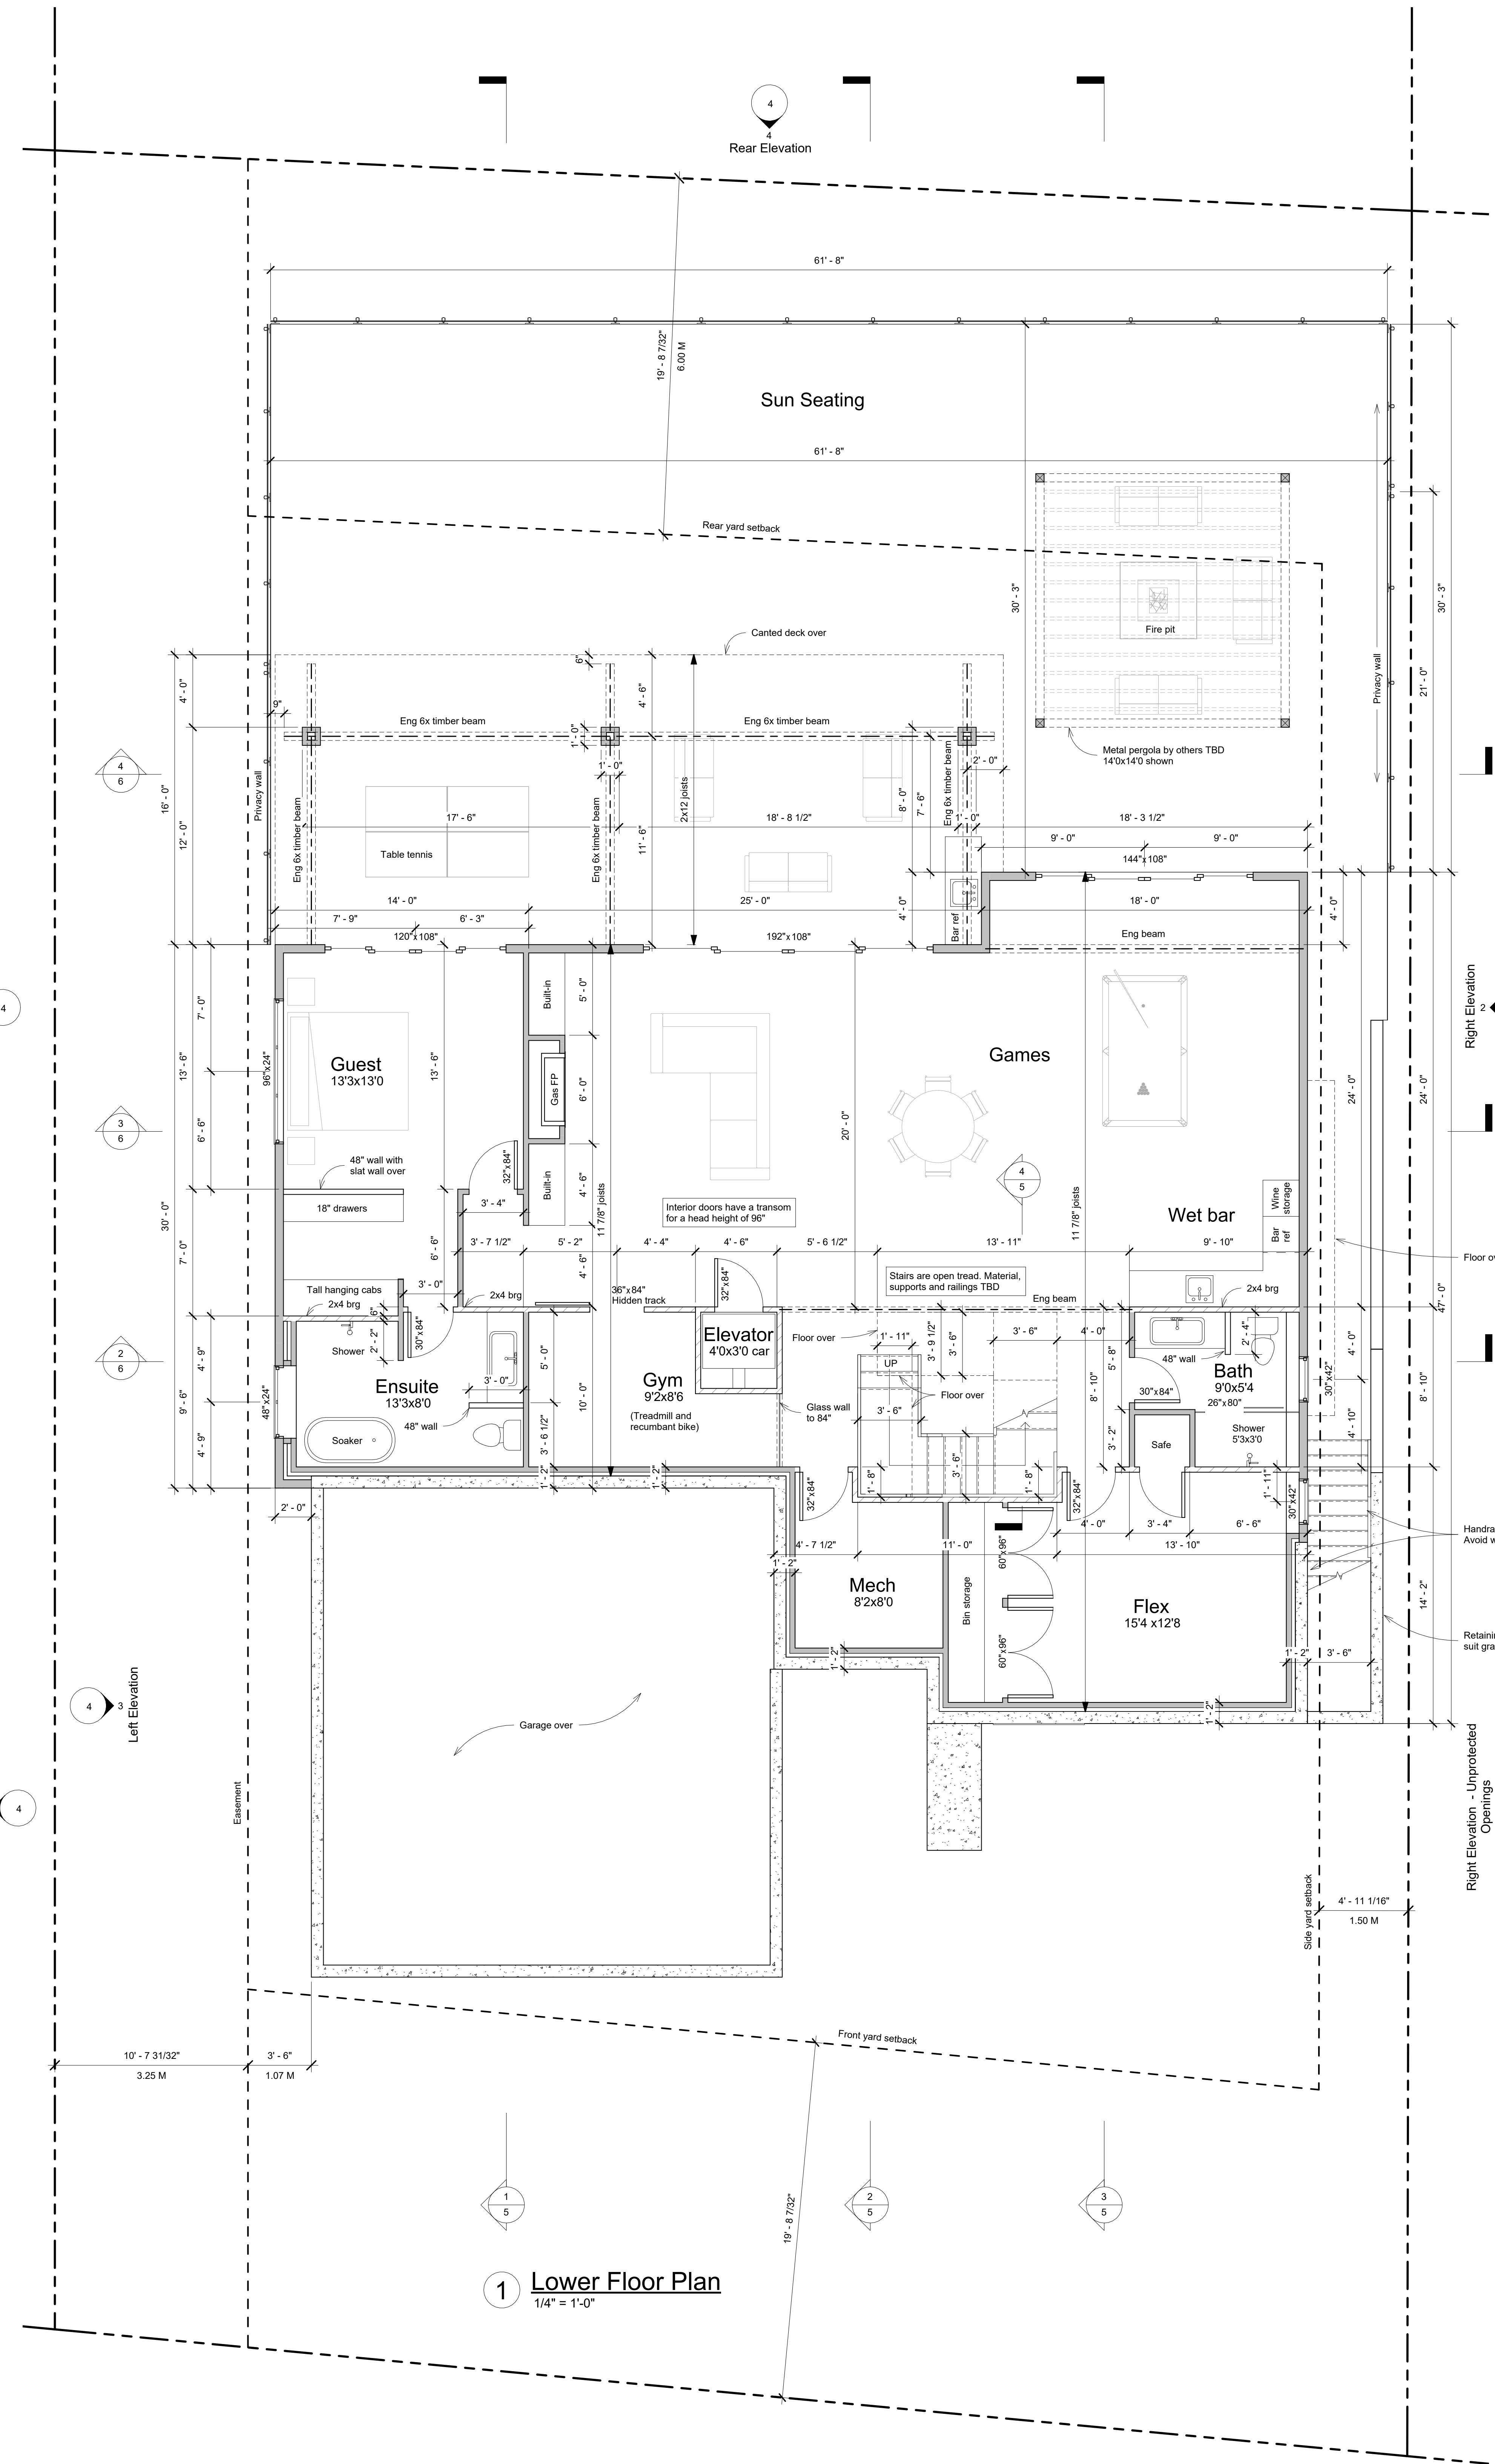 4
4
Rear Elevation
61' - 8"
19' - 8 7/32"
6.00 M
Sun Seating
61' - 8"
Rear yard setback
30' - 3"
30' - 3"
21' - 0"
Fire pit
Privacy wall
Canted deck over
6"
4' - 0"
4' - 6"
9"
Eng 6x timber beam
Eng 6x timber beam
1' - 0"
1' - 0"
Metal pergola by others TBD
14'0x14'0 shown
2' - 0"
4
6
16' - 0"
12' - 0"
Privacy wall
Eng 6x timber beam
Eng 6x timber beam
Eng 6x timber beam
2x12 joists
8' - 0"
7' - 6"
17' - 6"
11' - 6"
18' - 8 1/2"
1' - 0"
18' - 3 1/2"
9' - 0"
9' - 0"
Table tennis
144"x108"
14' - 0"
25' - 0"
4' - 0"
18' - 0"
4' - 0"
7' - 9"
6' - 3"
120"x108"
192"x108"
Bar ref
Eng beam
4
7' - 0"
Built-in
5' - 0"
Right Elevation
2
13' - 6"
96"x24"
Guest
13'3x13'0
13' - 6"
Gas FP
6' - 0"
Games
24' - 0"
24' - 0"
3
6
6' - 6"
20' - 0"
48" wall with
slat wall over
32"x84"
Built-in
4' - 6"
4
5
18" drawers
3' - 4"
11 7/8" joists
Interior doors have a transom
for a head height of 96"
11 7/8" joists
Wet bar
Wine
storage
Bar
ref
30' - 0"
7' - 0"
6' - 6"
3' - 7 1/2"
5' - 2"
4' - 4"
4' - 6"
5' - 6 1/2"
13' - 11"
9' - 10"
4' - 6"
32"x84"
Stairs are open tread. Material,
supports and railings TBD
Tall hanging cabs
2x4 brg
3' - 0"
2x4 brg
36"x84"
Hidden track
Eng beam
2x4 brg
47' - 0"
6"
Shower
2' - 2"
30"x84"
Elevator
4'0x3'0 car
Floor over
1' - 11"
3' - 9 1/2"
3' - 6"
3' - 6"
4' - 0"
2' - 4"
48" wall
5' - 8"
4' - 0"
2
6
4' - 9"
5' - 0"
UP
Floor over
8' - 10"
Bath
9'0x5'4
30"x42"
8' - 10"
9' - 6"
48"x24"
Ensuite
13'3x8'0
3' - 0"
10' - 0"
Gym
9'2x8'6
(Treadmill and
recumbant bike)
Glass wall
to 84"
3' - 6"
30"x84"
26"x80"
48" wall
Soaker
4' - 9"
3' - 6 1/2"
Shower
5'3x3'0
4' - 10"
3' - 2"
Safe
1' - 2"
1' - 2"
32"x84"
1' - 8"
3' - 6"
1' - 8"
32"x84"
1' - 11"
30"x42"
2' - 0"
4' - 0"
3' - 4"
6' - 6"
4' - 7 1/2"
11' - 0"
13' - 10"
1' - 2"
60"x96"
Mech
8'2x8'0
Bin storage
Flex
15'4 x12'8
14' - 2"
60"x96"
1' - 2"
1' - 2"
3' - 6"
1' - 2"
4
3
Left Elevation
Garage over
4
Right Elevation - Unprotected
Openings
Easement
Side yard setback
4' - 11 1/16"
1.50 M
Front yard setback
10' - 7 31/32"
3.25 M
3' - 6"
1.07 M
19' - 8 7/32"
1
5
2
5
3
5
1
Lower Floor Plan
1/4" = 1'-0"